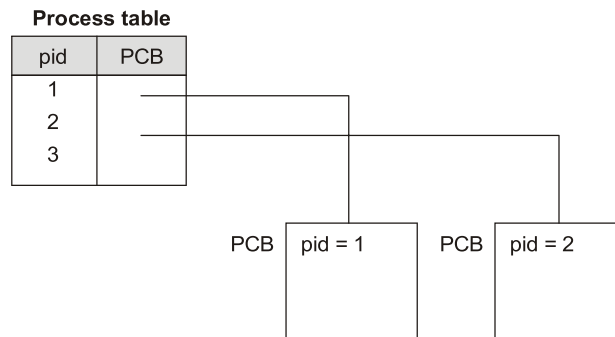 Process table
pid PCB
1
2
3
PCB pid = 1 PCB pid = 2